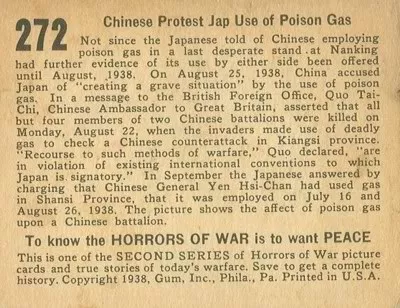 272
Chinese Protest Jap Use of Poison Gas
Not since the Japanese told of Chinese employing
poison gas in a last desperate stand at Nanking
had further evidence of its use by either side been offered
until August, 1938. On August 25, 1938, China accused
Japan of "creating a grave situation" by the use of poison
gas. In a message to the British Foreign Office, Quo Tai-
Chi, Chinese Ambassador to Great Britain, asserted that all
but four members of two Chinese battalions were killed on
Monday, August 22, when the invaders made use of deadly
gas to check a Chinese counterattack in Kiangsi province.
"Recourse to such methods of warfare," Quo declared, "are
in violation of existing international conventions to which
Japan is signatory." In September the Japanese answered by
charging that Chinese General Yen Hsi-Chan had used gas
in Shansi Province, that it was employed on July 16 and
August 26, 1938. The picture shows the affect of poison gas
upon a Chinese battalion.
To know the HORRORS OF WAR is to want PEACE
This is one of the SECOND SERIES of Horrors of War picture
cards and true stories of today's warfare. Save to get a complete
history. Copyright 1938, Gum, Inc., Phila., Pa. Printed in U.S.A.